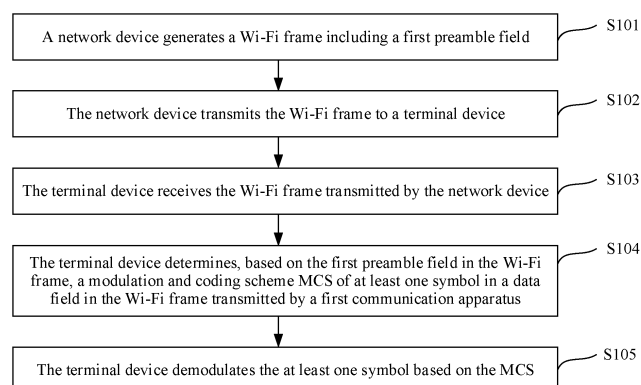 A network device generates a Wi-Fi frame including a first preamble field
S101
The network device transmits the Wi-Fi frame to a terminal device
S102
The terminal device receives the Wi-Fi frame transmitted by the network device
S103
The terminal device determines, based on the first preamble field in the Wi-Fi
frame, a modulation and coding scheme MCS of at least one symbol in a data
field in the Wi-Fi frame transmitted by a first communication apparatus
S104
The terminal device demodulates the at least one symbol based on the MCS
S105